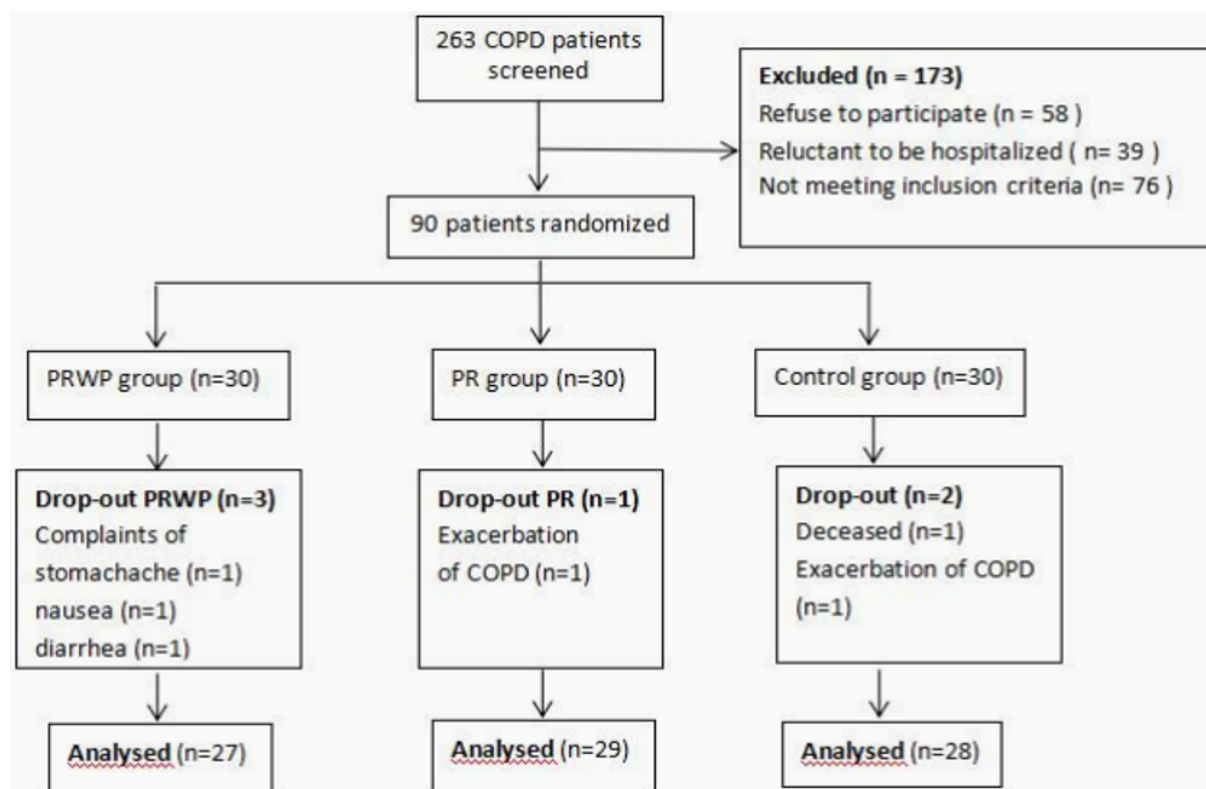 263 COPD patients
screened
Excluded (n = 173)
Refuse to participate (n = 58 )
Reluctant to be hospitalized ( n= 39 )
Not meeting inclusion criteria (n= 76 )
90 patients randomized
PRWP group (n=30)
PR group (n=30)
Control group (n=30)
Drop-out PRWP (n=3)
Complaints of
stomachache (n=1)
nausea (n=1)
diarrhea (n=1)
Drop-out PR (n=1)
Exacerbation
of COPD (n=1)
Drop-out (n=2)
Deceased (n=1)
Exacerbation of COPD
(n=1)
Analysed (n=27)
Analysed (n=29)
Analysed (n=28)